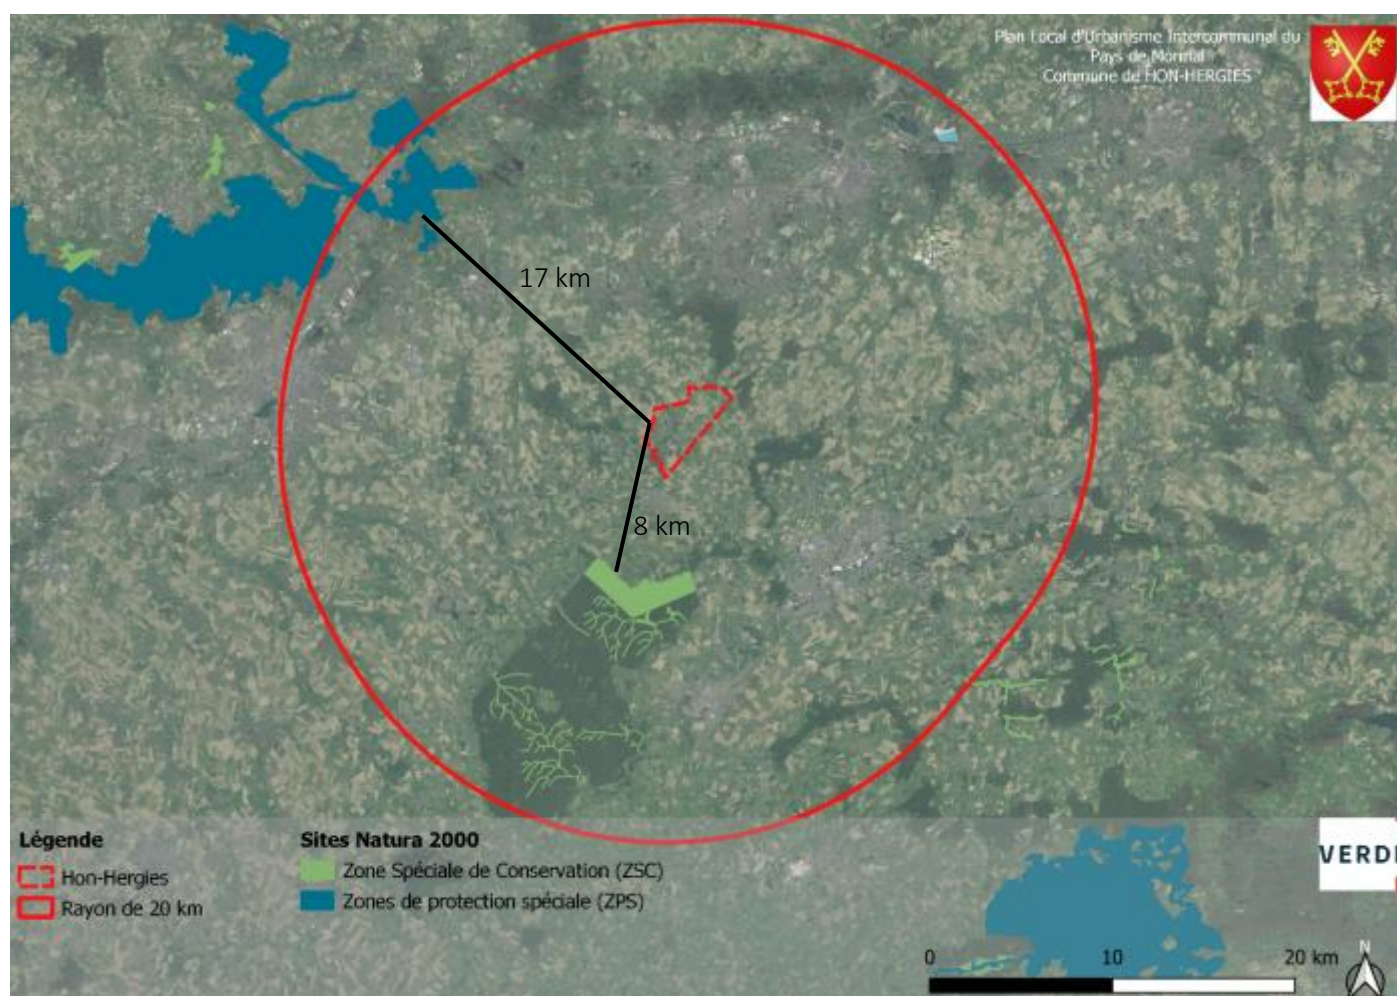 Plan Local d'Urbanisme Intercommunal du
Pays de Mormal
Commune de HON-HERGIES
17 km
8 km
Légende
Hon-Hergies
Rayon de 20 km
Sites Natura 2000
Zone Spéciale de Conservation (ZSC)
Zones de protection spéciale (ZPS)
VERDI
0 10 20 km
N